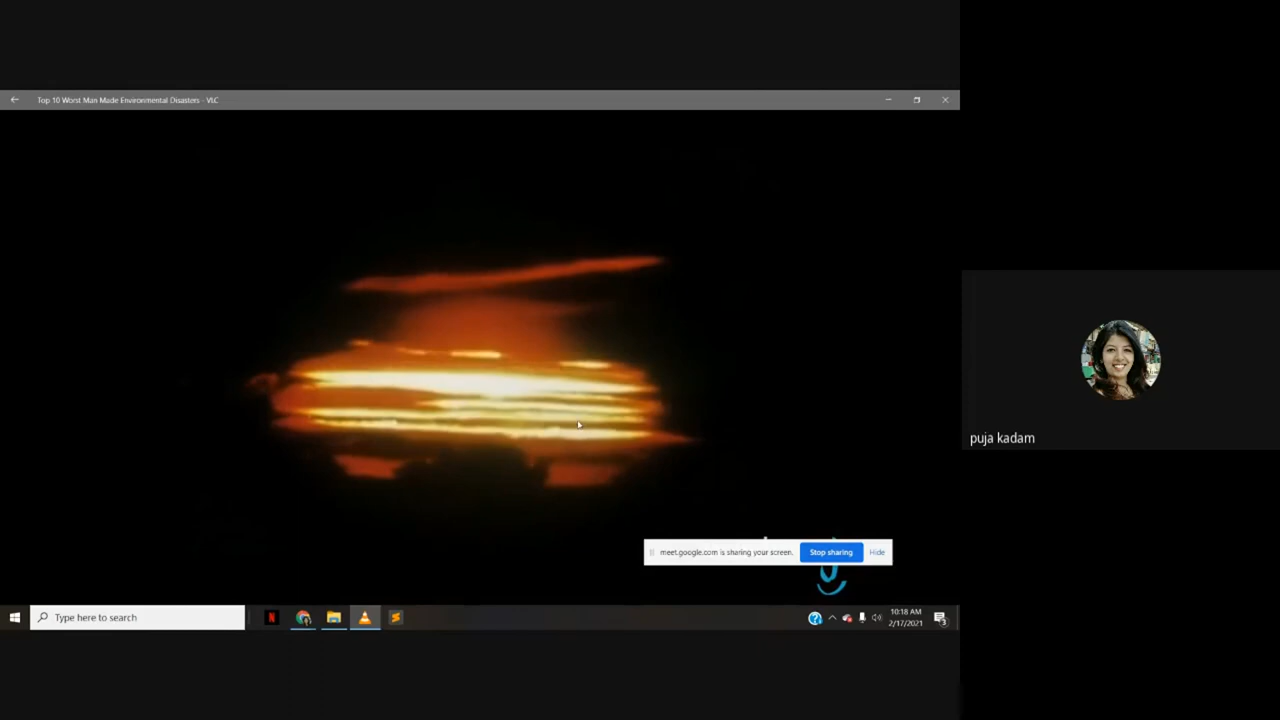 Top 10 Worst Man Made Environmental Disasters - VLC
puja kadam
meet.google.com is sharing your screen. Stop sharing Hide
Type here to search
10:18 AM
2/17/2021
3